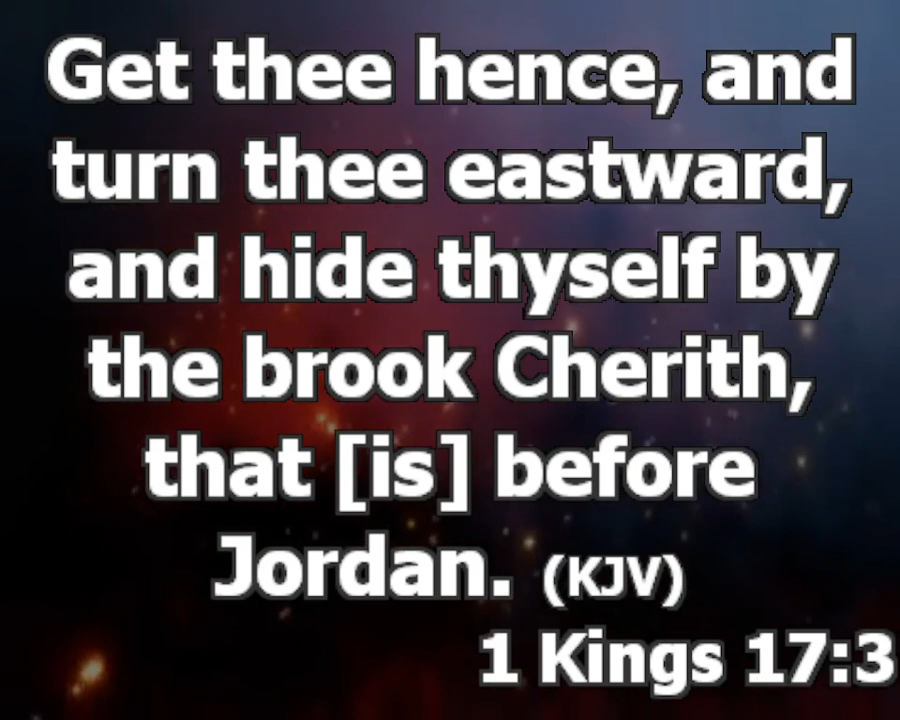 Get thee hence, and
turn thee eastward,
and hide thyself by
the brook Cherith,
that [is] before
Jordan. (KJV)
1 Kings 17:3